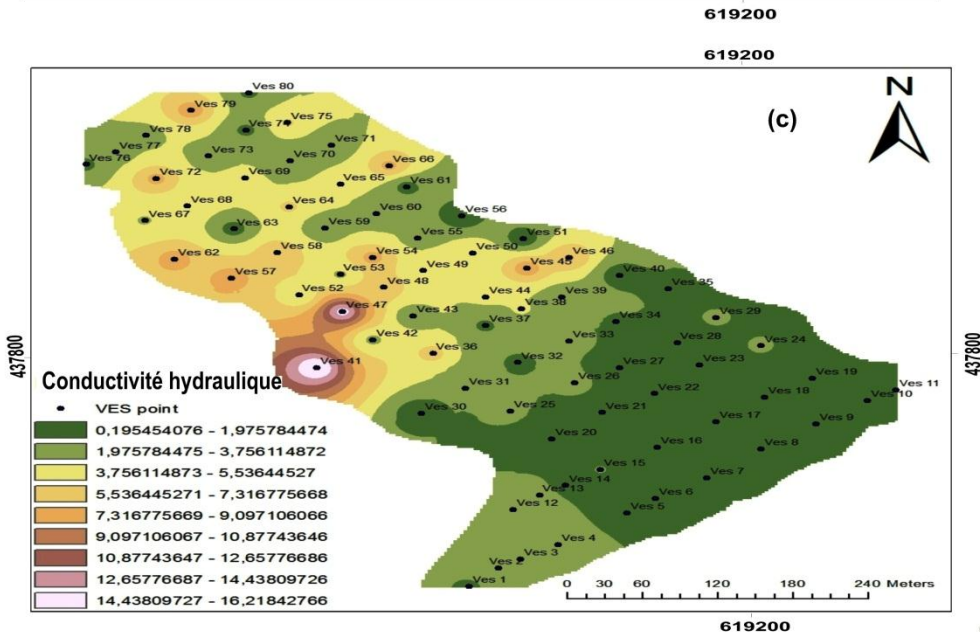 619200
619200
N
(c)
Ves 80
Ves 79
Ves 75
Ves 78
Ves 71
Ves 77
Ves 73
Ves 70
Ves 76
Ves 66
Ves 72
Ves 69
Ves 65
Ves 61
Ves 68
Ves 64
Ves 60
Ves 56
Ves 67
Ves 63
Ves 59
Ves 55
Ves 51
Ves 62
Ves 58
Ves 54
Ves 50
Ves 46
Ves 57
Ves 53
Ves 49
Ves 45
Ves 40
Ves 52
Ves 48
Ves 44
Ves 39
Ves 35
Ves 47
Ves 43
Ves 38
Ves 34
Ves 29
Ves 42
Ves 37
Ves 33
Ves 28
Ves 24
437800
437800
Ves 41
Ves 36
Ves 32
Ves 27
Ves 23
Ves 19
Ves 31
Ves 26
Ves 22
Ves 18
Ves 11
Ves 10
Ves 30
Ves 25
Ves 21
Ves 17
Ves 9
Ves 20
Ves 16
Ves 8
Ves 15
Ves 7
Ves 14
Ves 13
Ves 6
Ves 12
Ves 5
Ves 4
Ves 3
Ves 2
Ves 1
Conductivité hydraulique
VES point
0,195454076 - 1,975784474
1,975784475 - 3,756114872
3,756114873 - 5,53644527
5,536445271 - 7,316775668
7,316775669 - 9,097106066
9,097106067 - 10,87743646
10,87743647 - 12,65776686
12,65776687 - 14,43809726
14,43809727 - 16,21842766
0 30 60 120 180 240 Meters
619200